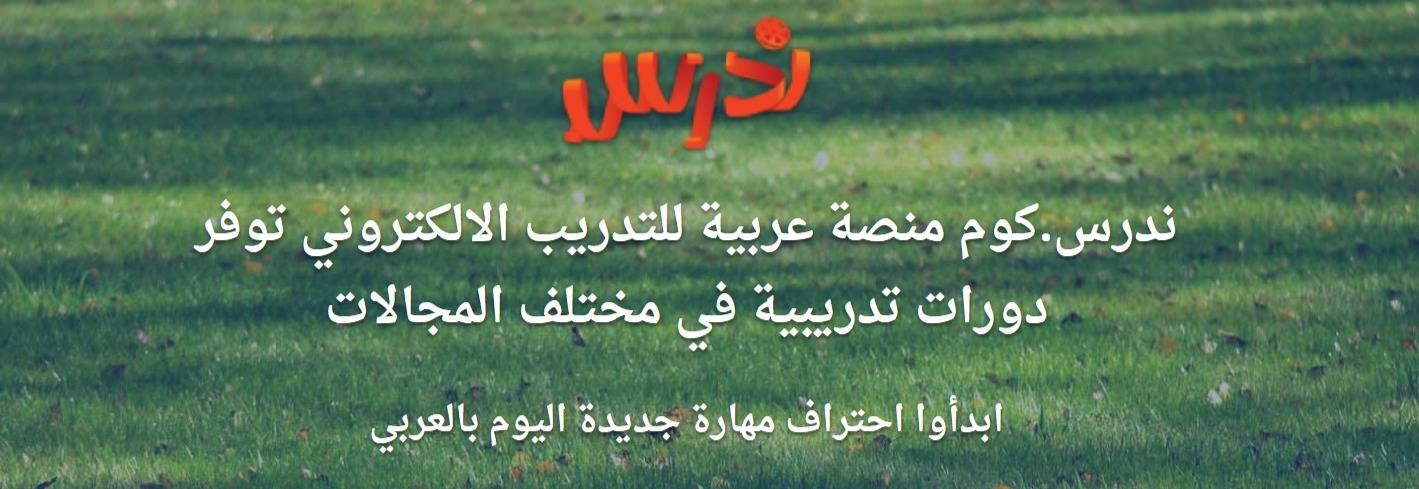 ندرس
ندرس.كوم منصة عربية للتدريب الالكتروني توفر
دورات تدريبية في مختلف المجالات
ابدأوا احتراف مهارة جديدة اليوم بالعربي